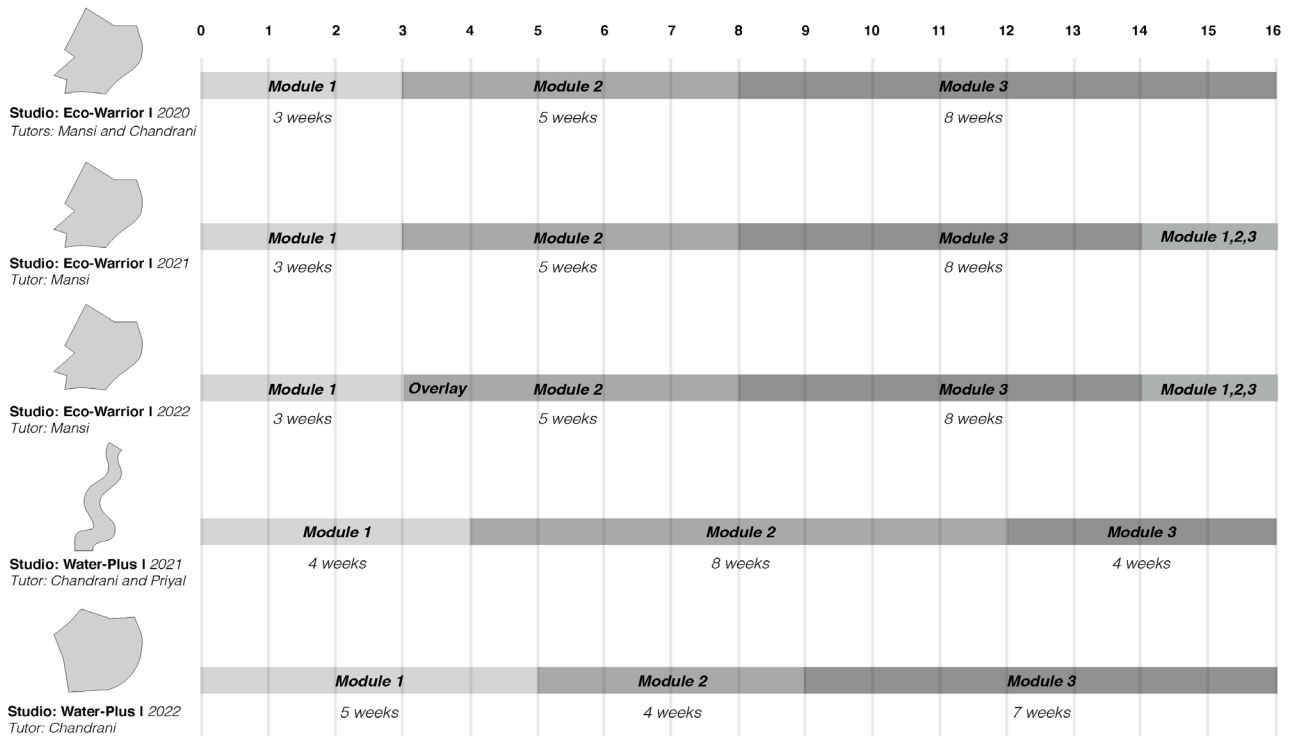 0 1 2 3 4 5 6 7 8 9 10 11 12 13 14 15 16
Module 1 Module 2 Module 3
Studio: Eco-Warrior I 2020
3 weeks 5 weeks 8 weeks
Tutors: Mansi and Chandrani
Module 1 Module 2 Module 3 Module 1,2,3
Studio: Eco-Warrior I 2021
3 weeks 5 weeks 8 weeks
Tutor: Mansi
Module 1 Overlay Module 2 Module 3 Module 1,2,3
Studio: Eco-Warrior I 2022
3 weeks 5 weeks 8 weeks
Tutor: Mansi
Module 1 Module 2 Module 3
Studio: Water-Plus I 2021
4 weeks 8 weeks 4 weeks
Tutor: Chandrani and Priyal
Module 1 Module 2 Module 3
Studio: Water-Plus I 2022
5 weeks 4 weeks 7 weeks
Tutor: Chandrani